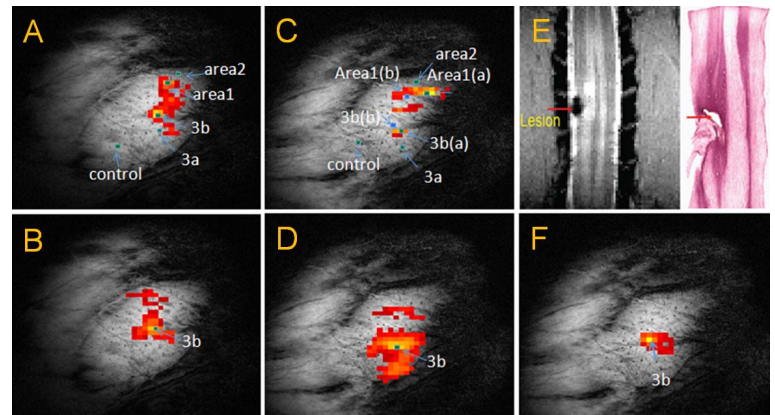 A
area2
area1
3b
3a
control
C
area2
Area1(b)
Area1(a)
3b(b)
3b(a)
control
3a
E
Lesion
B
3b
D
3b
F
3b